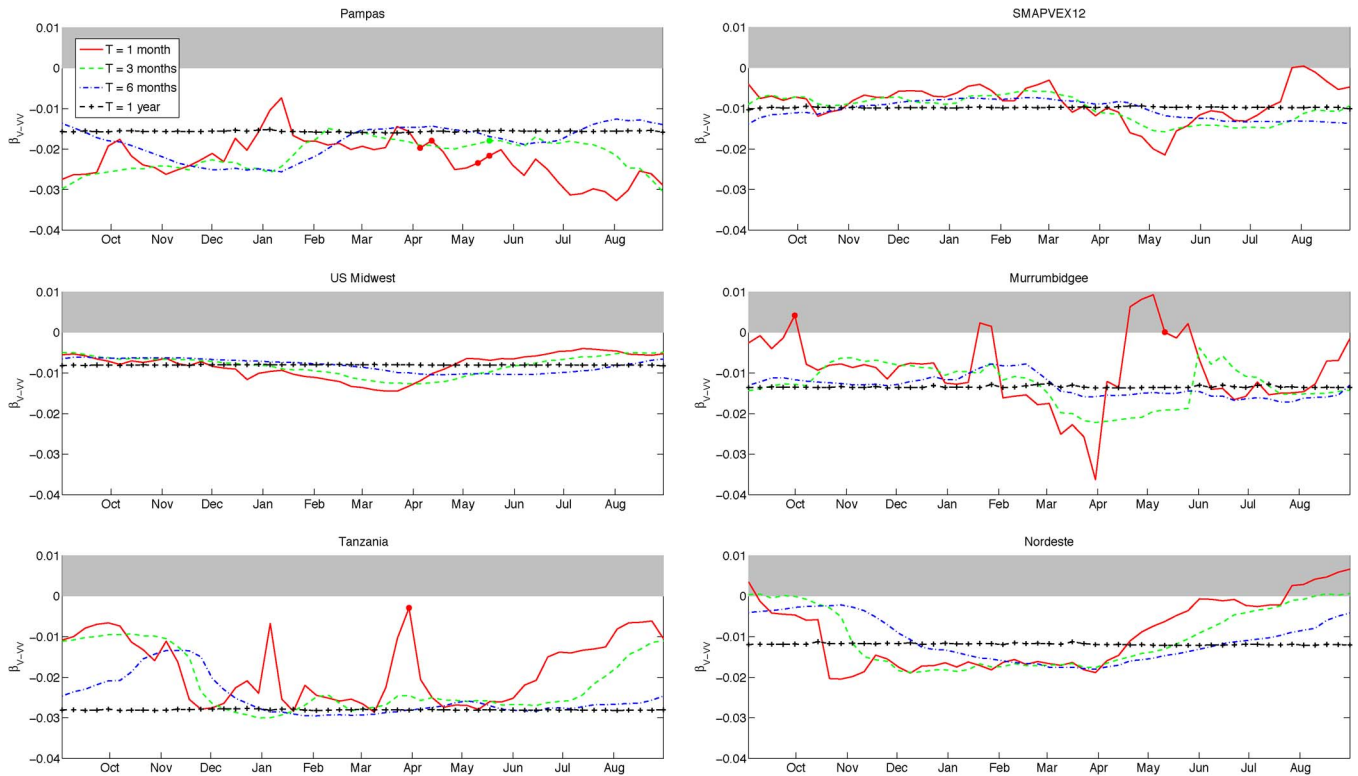 Pampas
0.01
0
−0.01
−0.02
−0.03
−0.04
β V−VV
T = 1 month
T = 3 months
T = 6 months
T = 1 year
Oct Nov Dec Jan Feb Mar Apr May Jun Jul Aug
SMAPVEX12
0.01
0
−0.01
−0.02
−0.03
−0.04
β V−VV
Oct Nov Dec Jan Feb Mar Apr May Jun Jul Aug
US Midwest
0.01
0
−0.01
−0.02
−0.03
−0.04
β V−VV
Oct Nov Dec Jan Feb Mar Apr May Jun Jul Aug
Murrumbidgee
0.01
0
−0.01
−0.02
−0.03
−0.04
β V−VV
Oct Nov Dec Jan Feb Mar Apr May Jun Jul Aug
Tanzania
0.01
0
−0.01
−0.02
−0.03
−0.04
β V−VV
Oct Nov Dec Jan Feb Mar Apr May Jun Jul Aug
Nordeste
0.01
0
−0.01
−0.02
−0.03
−0.04
β V−VV
Oct Nov Dec Jan Feb Mar Apr May Jun Jul Aug